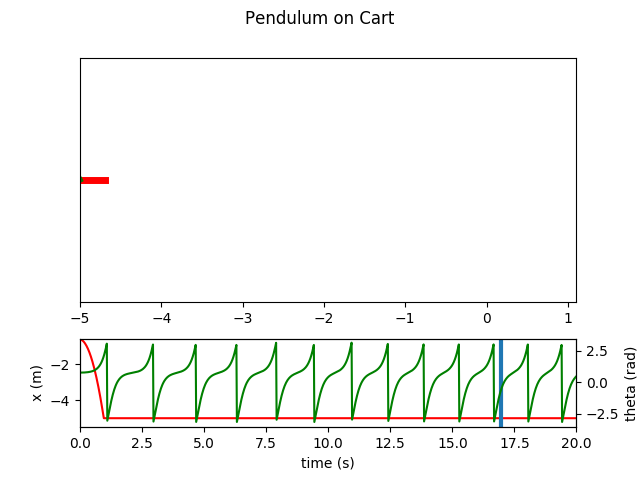 Pendulum on Cart
−5 −4 −3 −2 −1 0 1
−2
−4
x (m)
2.5
0.0
−2.5
theta (rad)
0.0 2.5 5.0 7.5 10.0 12.5 15.0 17.5 20.0
time (s)